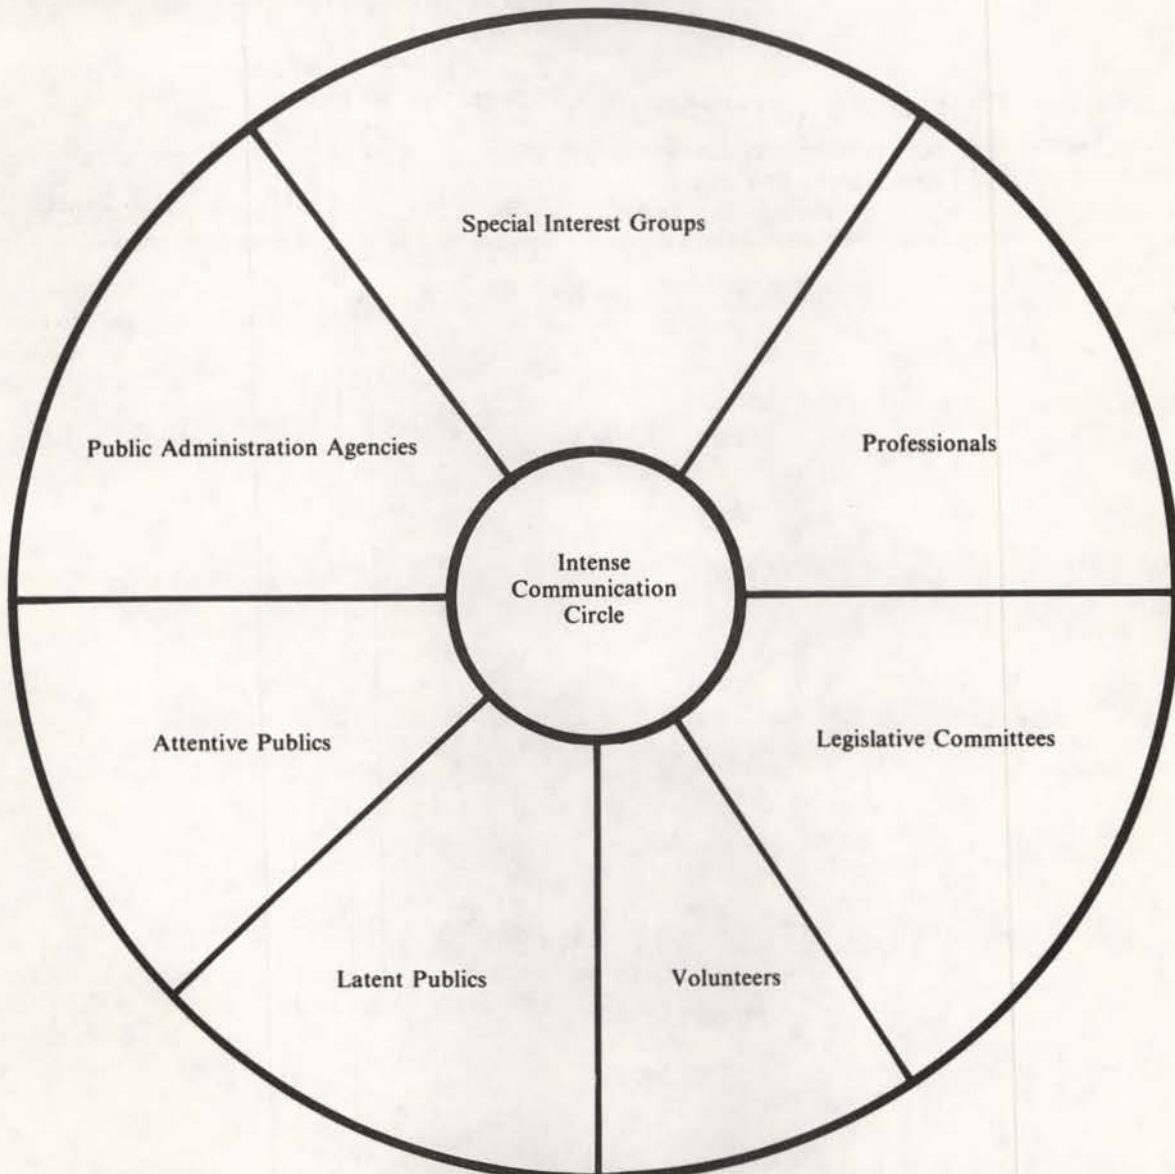 Special Interest Groups
Public Administration Agencies
Professionals
Intense
Communication
Circle
Attentive Publics
Legislative Committees
Latent Publics
Volunteers